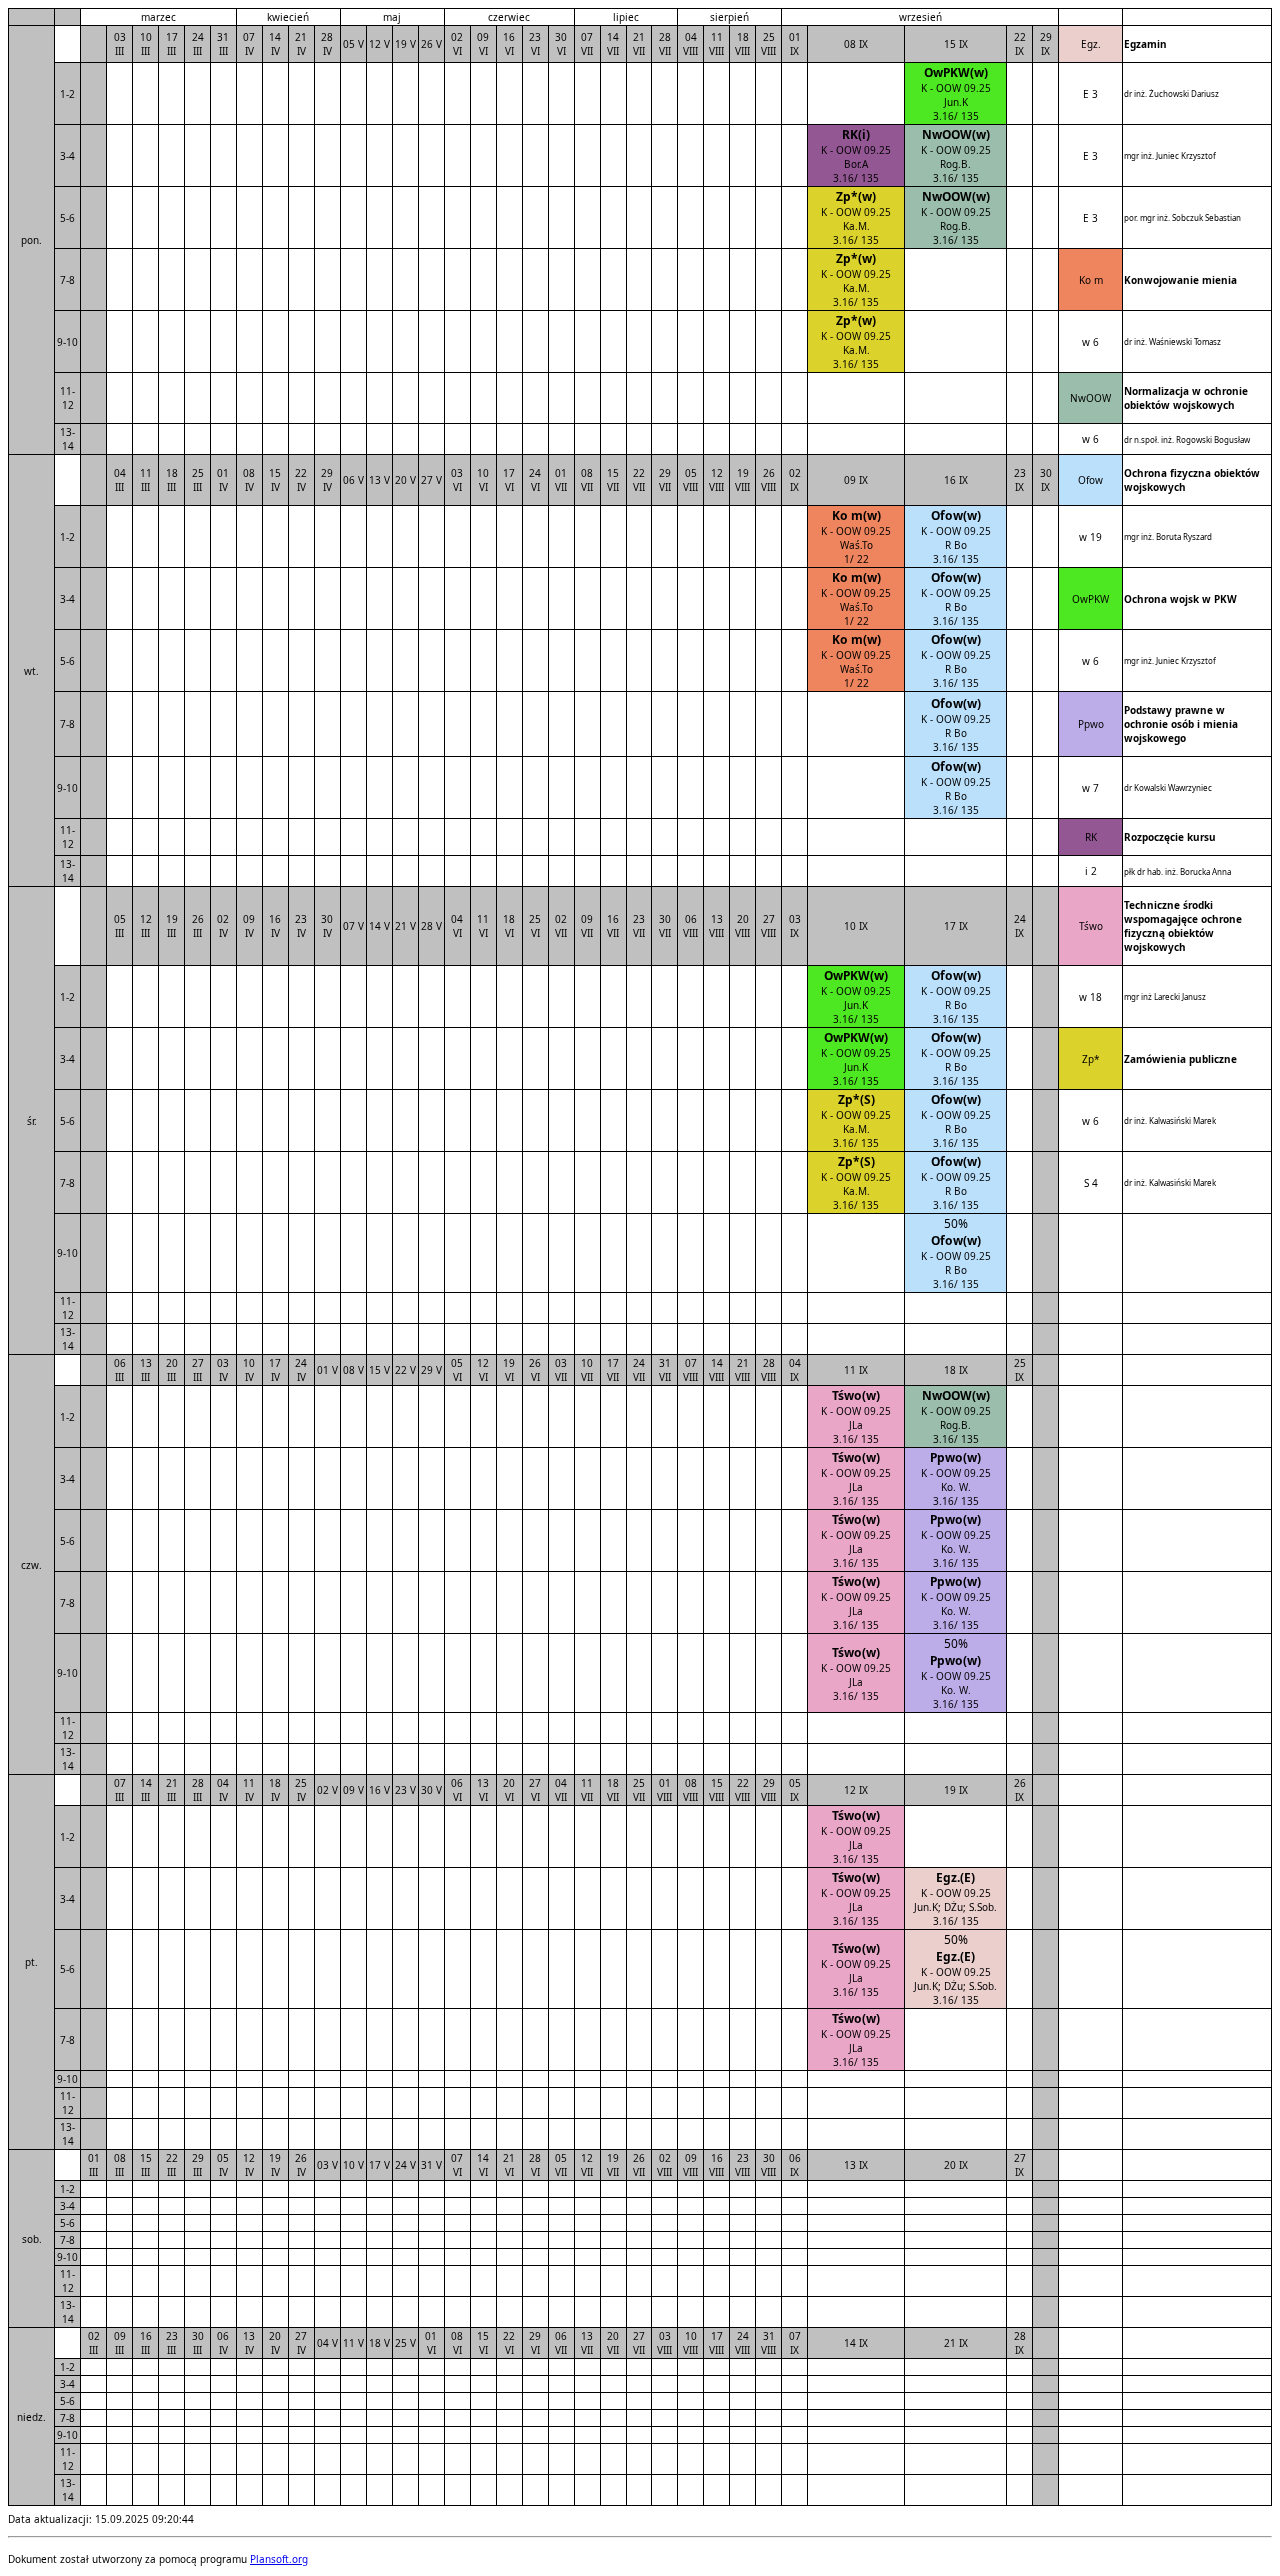 marzec kwiecień maj czerwiec lipiec sierpień wrzesień
pon. 03 III 10 III 17 III 24 III 31 III 07 IV 14 IV 21 IV 28 IV 05 V 12 V 19 V 26 V 02 VI 09 VI 16 VI 23 VI 30 VI 07 VII 14 VII 21 VII 28 VII 04 VIII 11 VIII 18 VIII 25 VIII 01 IX 08 IX 15 IX 22 IX 29 IX Egz. Egzamin
1-2 OwPKW(w) K - OOW 09.25 Jun.K 3.16/ 135 E 3 dr inż. Żuchowski Dariusz
3-4 RK(i) K - OOW 09.25 Bor.A 3.16/ 135 NwOOW(w) K - OOW 09.25 Rog.B. 3.16/ 135 E 3 mgr inż. Juniec Krzysztof
5-6 Zp*(w) K - OOW 09.25 Ka.M. 3.16/ 135 NwOOW(w) K - OOW 09.25 Rog.B. 3.16/ 135 E 3 por. mgr inż. Sobczuk Sebastian
7-8 Zp*(w) K - OOW 09.25 Ka.M. 3.16/ 135 Ko m Konwojowanie mienia
9-10 Zp*(w) K - OOW 09.25 Ka.M. 3.16/ 135 w 6 dr inż. Waśniewski Tomasz
11-12 NwOOW Normalizacja w ochronie obiektów wojskowych
13-14 w 6 dr n.społ. inż. Rogowski Bogusław
wt. 04 III 11 III 18 III 25 III 01 IV 08 IV 15 IV 22 IV 29 IV 06 V 13 V 20 V 27 V 03 VI 10 VI 17 VI 24 VI 01 VII 08 VII 15 VII 22 VII 29 VII 05 VIII 12 VIII 19 VIII 26 VIII 02 IX 09 IX 16 IX 23 IX 30 IX Ofow Ochrona fizyczna obiektów wojskowych
1-2 Ko m(w) K - OOW 09.25 Waś.To 1/ 22 Ofow(w) K - OOW 09.25 R Bo 3.16/ 135 w 19 mgr inż. Boruta Ryszard
3-4 Ko m(w) K - OOW 09.25 Waś.To 1/ 22 Ofow(w) K - OOW 09.25 R Bo 3.16/ 135 OwPKW Ochrona wojsk w PKW
5-6 Ko m(w) K - OOW 09.25 Waś.To 1/ 22 Ofow(w) K - OOW 09.25 R Bo 3.16/ 135 w 6 mgr inż. Juniec Krzysztof
7-8 Ofow(w) K - OOW 09.25 R Bo 3.16/ 135 Ppwo Podstawy prawne w ochronie osób i mienia wojskowego
9-10 Ofow(w) K - OOW 09.25 R Bo 3.16/ 135 w 7 dr Kowalski Wawrzyniec
11-12 RK Rozpoczęcie kursu
13-14 i 2 płk dr hab. inż. Borucka Anna
śr. 05 III 12 III 19 III 26 III 02 IV 09 IV 16 IV 23 IV 30 IV 07 V 14 V 21 V 28 V 04 VI 11 VI 18 VI 25 VI 02 VII 09 VII 16 VII 23 VII 30 VII 06 VIII 13 VIII 20 VIII 27 VIII 03 IX 10 IX 17 IX 24 IX Tśwo Techniczne środki wspomagające ochrone fizyczną obiektów wojskowych
1-2 OwPKW(w) K - OOW 09.25 Jun.K 3.16/ 135 Ofow(w) K - OOW 09.25 R Bo 3.16/ 135 w 18 mgr inż Larecki Janusz
3-4 OwPKW(w) K - OOW 09.25 Jun.K 3.16/ 135 Ofow(w) K - OOW 09.25 R Bo 3.16/ 135 Zp* Zamówienia publiczne
5-6 Zp*(S) K - OOW 09.25 Ka.M. 3.16/ 135 Ofow(w) K - OOW 09.25 R Bo 3.16/ 135 w 6 dr inż. Kalwasiński Marek
7-8 Zp*(S) K - OOW 09.25 Ka.M. 3.16/ 135 Ofow(w) K - OOW 09.25 R Bo 3.16/ 135 S 4 dr inż. Kalwasiński Marek
9-10 50% Ofow(w) K - OOW 09.25 R Bo 3.16/ 135
11-12
13-14
czw. 06 III 13 III 20 III 27 III 03 IV 10 IV 17 IV 24 IV 01 V 08 V 15 V 22 V 29 V 05 VI 12 VI 19 VI 26 VI 03 VII 10 VII 17 VII 24 VII 31 VII 07 VIII 14 VIII 21 VIII 28 VIII 04 IX 11 IX 18 IX 25 IX
1-2 Tśwo(w) K - OOW 09.25 JLa 3.16/ 135 NwOOW(w) K - OOW 09.25 Rog.B. 3.16/ 135
3-4 Tśwo(w) K - OOW 09.25 JLa 3.16/ 135 Ppwo(w) K - OOW 09.25 Ko. W. 3.16/ 135
5-6 Tśwo(w) K - OOW 09.25 JLa 3.16/ 135 Ppwo(w) K - OOW 09.25 Ko. W. 3.16/ 135
7-8 Tśwo(w) K - OOW 09.25 JLa 3.16/ 135 Ppwo(w) K - OOW 09.25 Ko. W. 3.16/ 135
9-10 Tśwo(w) K - OOW 09.25 JLa 3.16/ 135 50% Ppwo(w) K - OOW 09.25 Ko. W. 3.16/ 135
11-12
13-14
pt. 07 III 14 III 21 III 28 III 04 IV 11 IV 18 IV 25 IV 02 V 09 V 16 V 23 V 30 V 06 VI 13 VI 20 VI 27 VI 04 VII 11 VII 18 VII 25 VII 01 VIII 08 VIII 15 VIII 22 VIII 29 VIII 05 IX 12 IX 19 IX 26 IX
1-2 Tśwo(w) K - OOW 09.25 JLa 3.16/ 135
3-4 Tśwo(w) K - OOW 09.25 JLa 3.16/ 135 Egz.(E) K - OOW 09.25 Jun.K; DŻu; S.Sob. 3.16/ 135
5-6 Tśwo(w) K - OOW 09.25 JLa 3.16/ 135 50% Egz.(E) K - OOW 09.25 Jun.K; DŻu; S.Sob. 3.16/ 135
7-8 Tśwo(w) K - OOW 09.25 JLa 3.16/ 135
9-10
11-12
13-14
sob. 01 III 08 III 15 III 22 III 29 III 05 IV 12 IV 19 IV 26 IV 03 V 10 V 17 V 24 V 31 V 07 VI 14 VI 21 VI 28 VI 05 VII 12 VII 19 VII 26 VII 02 VIII 09 VIII 16 VIII 23 VIII 30 VIII 06 IX 13 IX 20 IX 27 IX
1-2
3-4
5-6
7-8
9-10
11-12
13-14
niedz. 02 III 09 III 16 III 23 III 30 III 06 IV 13 IV 20 IV 27 IV 04 V 11 V 18 V 25 V 01 VI 08 VI 15 VI 22 VI 29 VI 06 VII 13 VII 20 VII 27 VII 03 VIII 10 VIII 17 VIII 24 VIII 31 VIII 07 IX 14 IX 21 IX 28 IX
1-2
3-4
5-6
7-8
9-10
11-12
13-14
Data aktualizacji: 15.09.2025 09:20:44
Dokument został utworzony za pomocą programu Plansoft.org